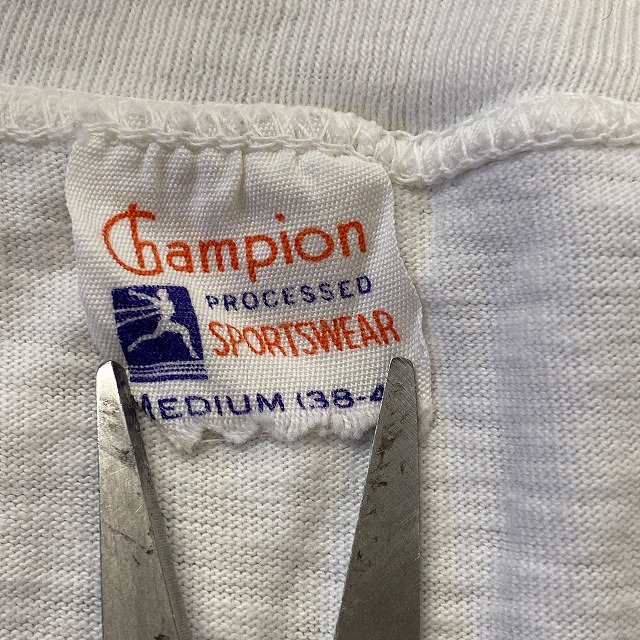 Champion
PROCESSED
SPORTSWEAR
MEDIUM (38-4